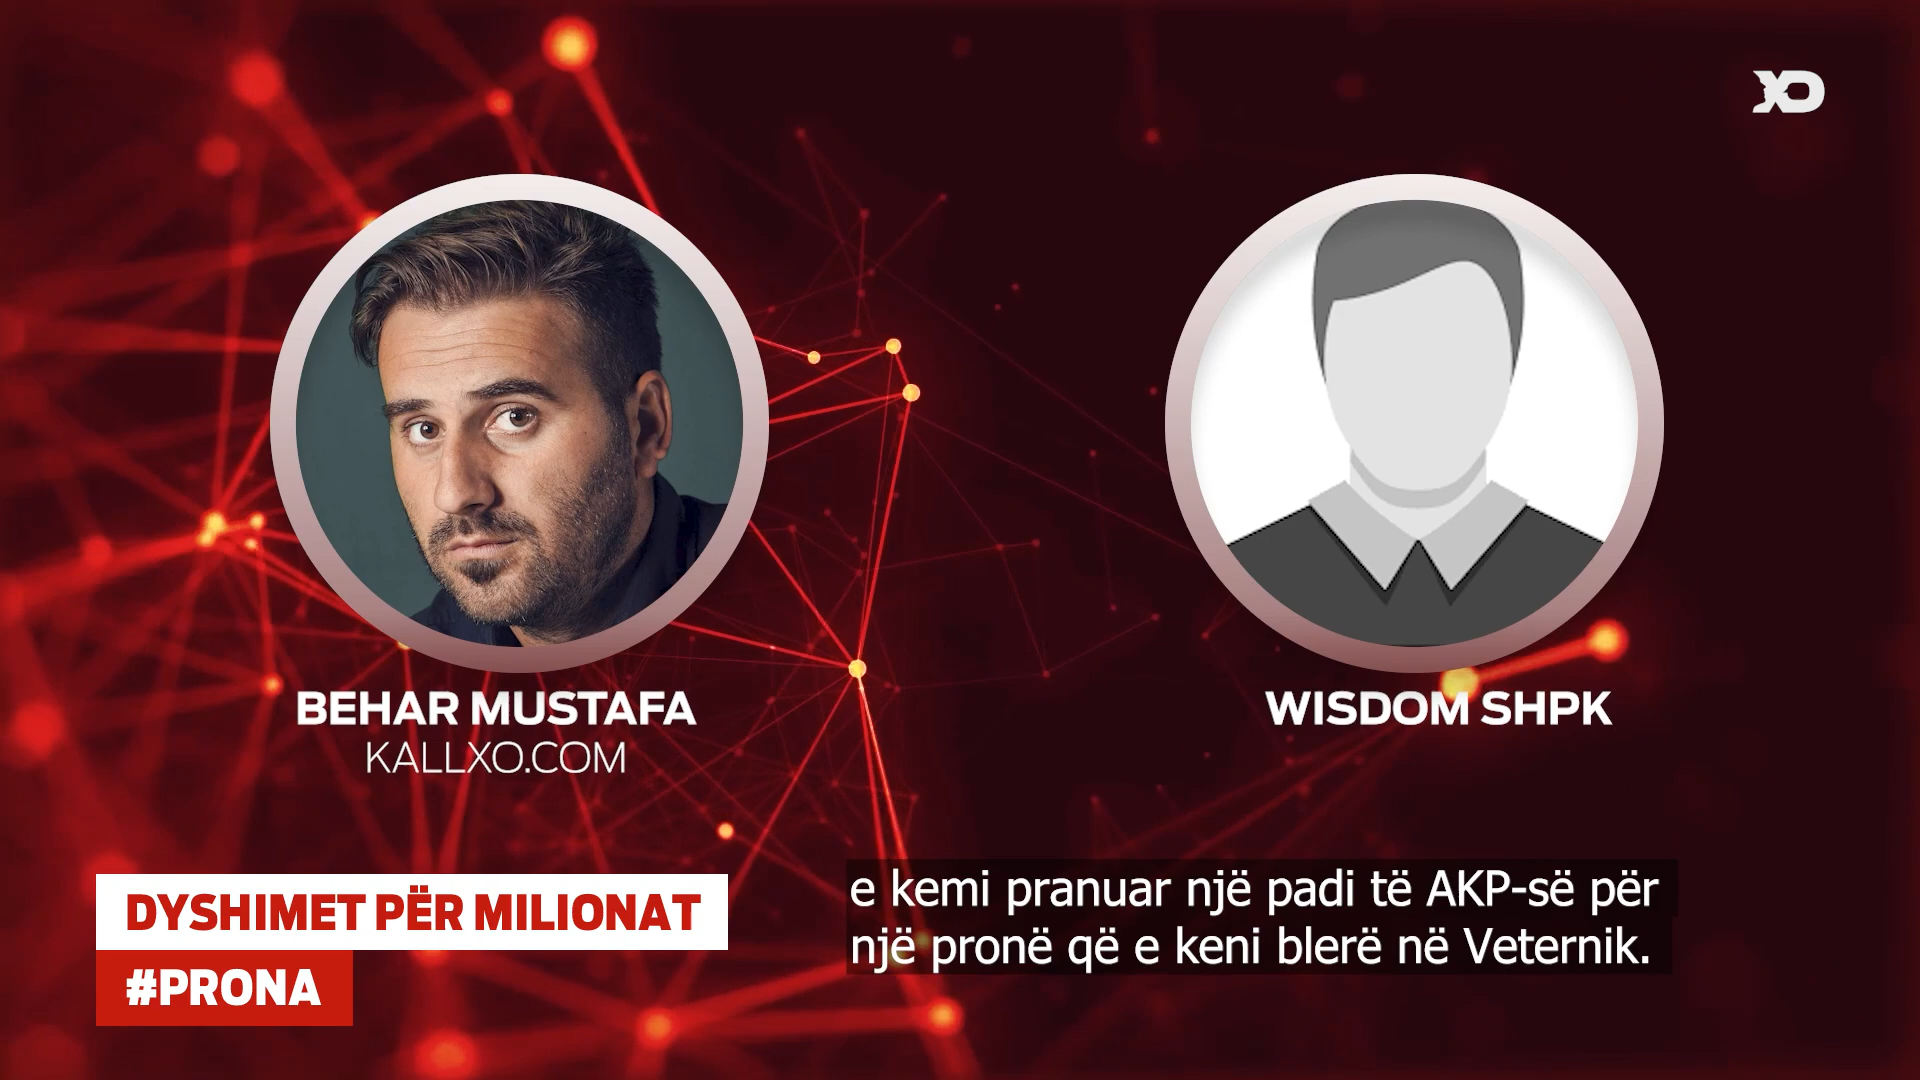 XO
BEHAR MUSTAFA
KALLXO.COM
WISDOM SHPK
DYSHIMET PËR MILIONAT
#PRONA
e kemi pranuar një padi të AKP-së për
një pronë që e keni blerë në Veternik.